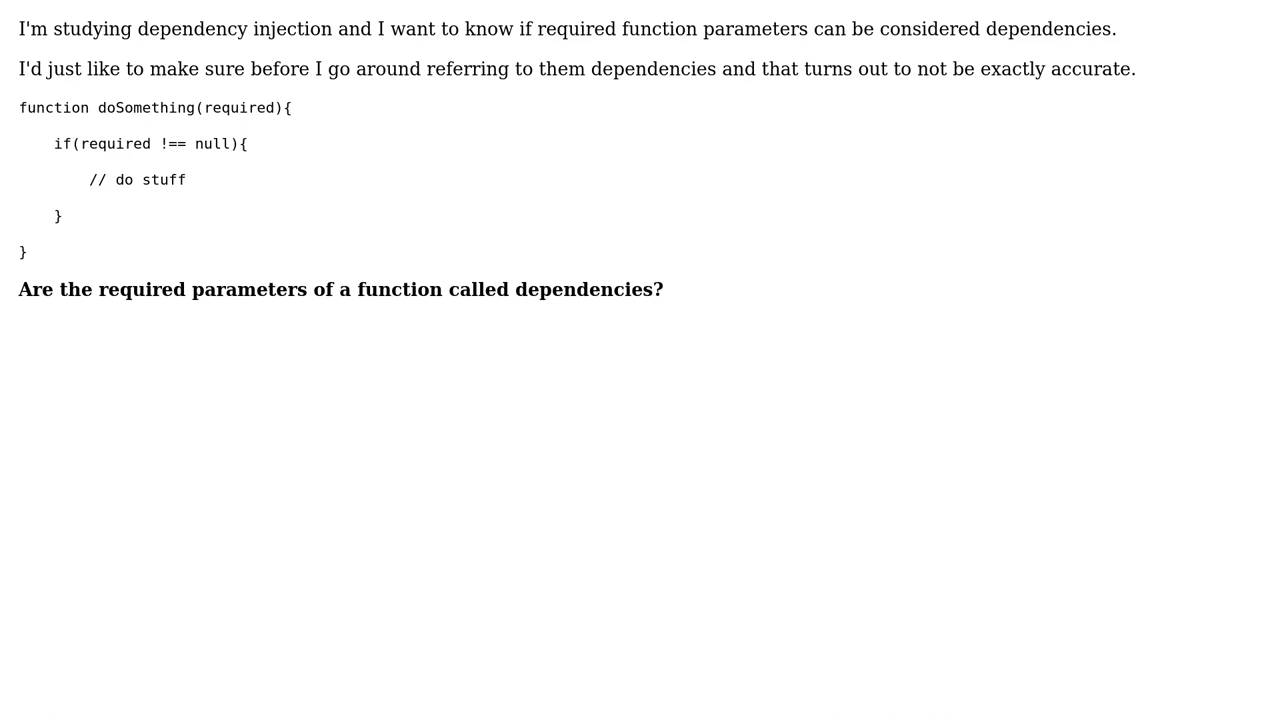 I'm studying dependency injection and I want to know if required function parameters can be considered dependencies.
I'd just like to make sure before I go around referring to them dependencies and that turns out to not be exactly accurate.
function doSomething(required){
    if(required !== null){
        // do stuff
    }
}
Are the required parameters of a function called dependencies?